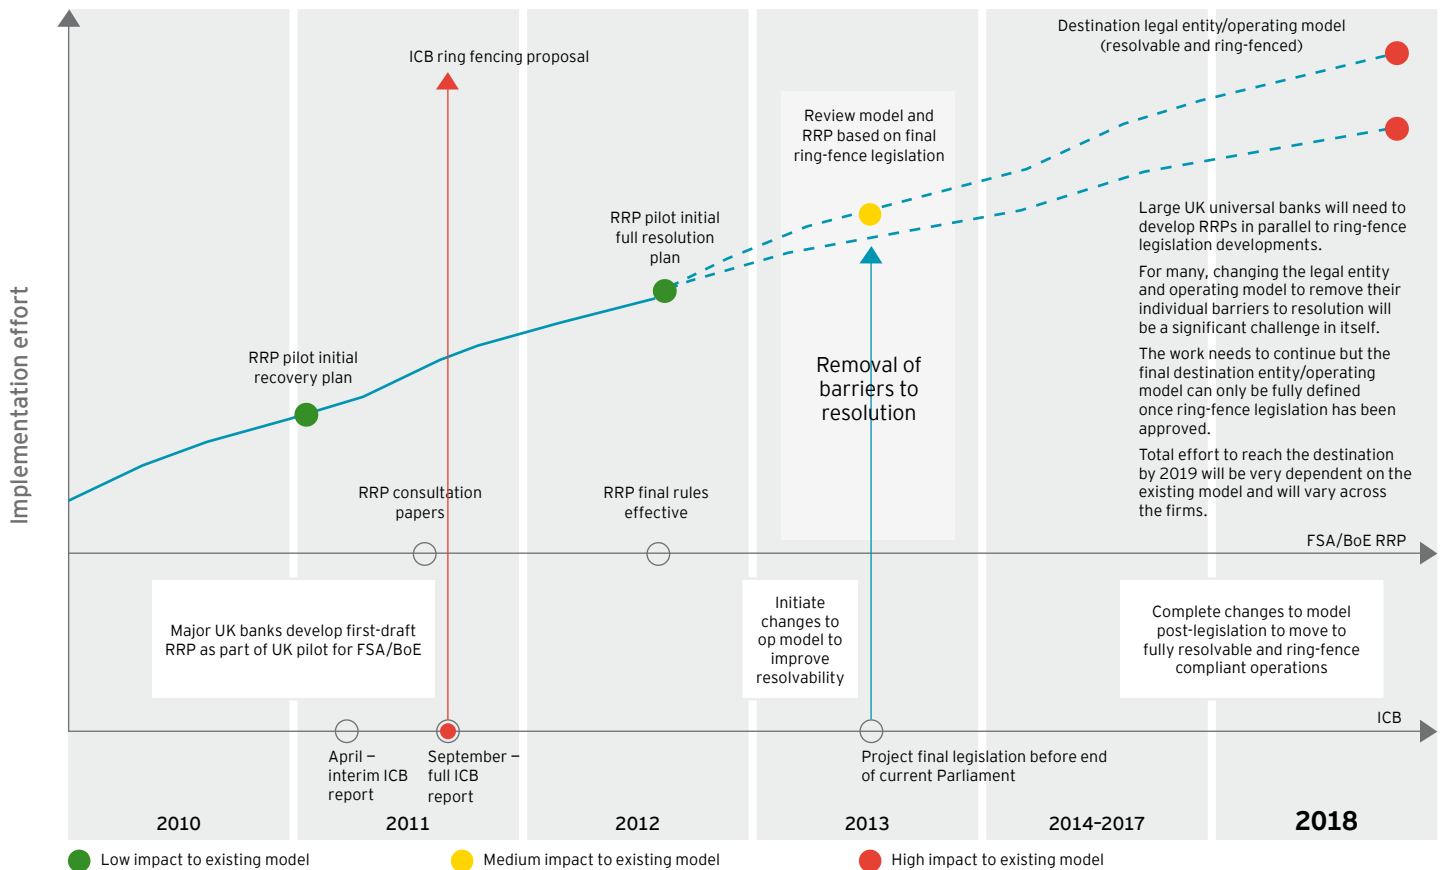 Implementation effort
Destination legal entity/operating model
(resolvable and ring-fenced)
ICB ring fencing proposal
Review model and
RRP based on final
ring-fence legislation
RRP pilot initial
full resolution
plan
RRP pilot initial
recovery plan
Removal of
barriers to
resolution
Large UK universal banks will need to
develop RRPs in parallel to ring-fence
legislation developments.
For many, changing the legal entity
and operating model to remove their
individual barriers to resolution will
be a significant challenge in itself.
The work needs to continue but the
final destination entity/operating
model can only be fully defined
once ring-fence legislation has been
approved.
Total effort to reach the destination
by 2019 will be very dependent on the
existing model and will vary across
the firms.
RRP consultation
papers
RRP final rules
effective
FSA/BoE RRP
Major UK banks develop first-draft
RRP as part of UK pilot for FSA/BoE
Initiate
changes to
op model to
improve
resolvability
Complete changes to model
post-legislation to move to
fully resolvable and ring-fence
compliant operations
ICB
April –
interim ICB
report
September –
full ICB
report
Project final legislation before end
of current Parliament
2010
2011
2012
2013
2014–2017
2018
Low impact to existing model
Medium impact to existing model
High impact to existing model